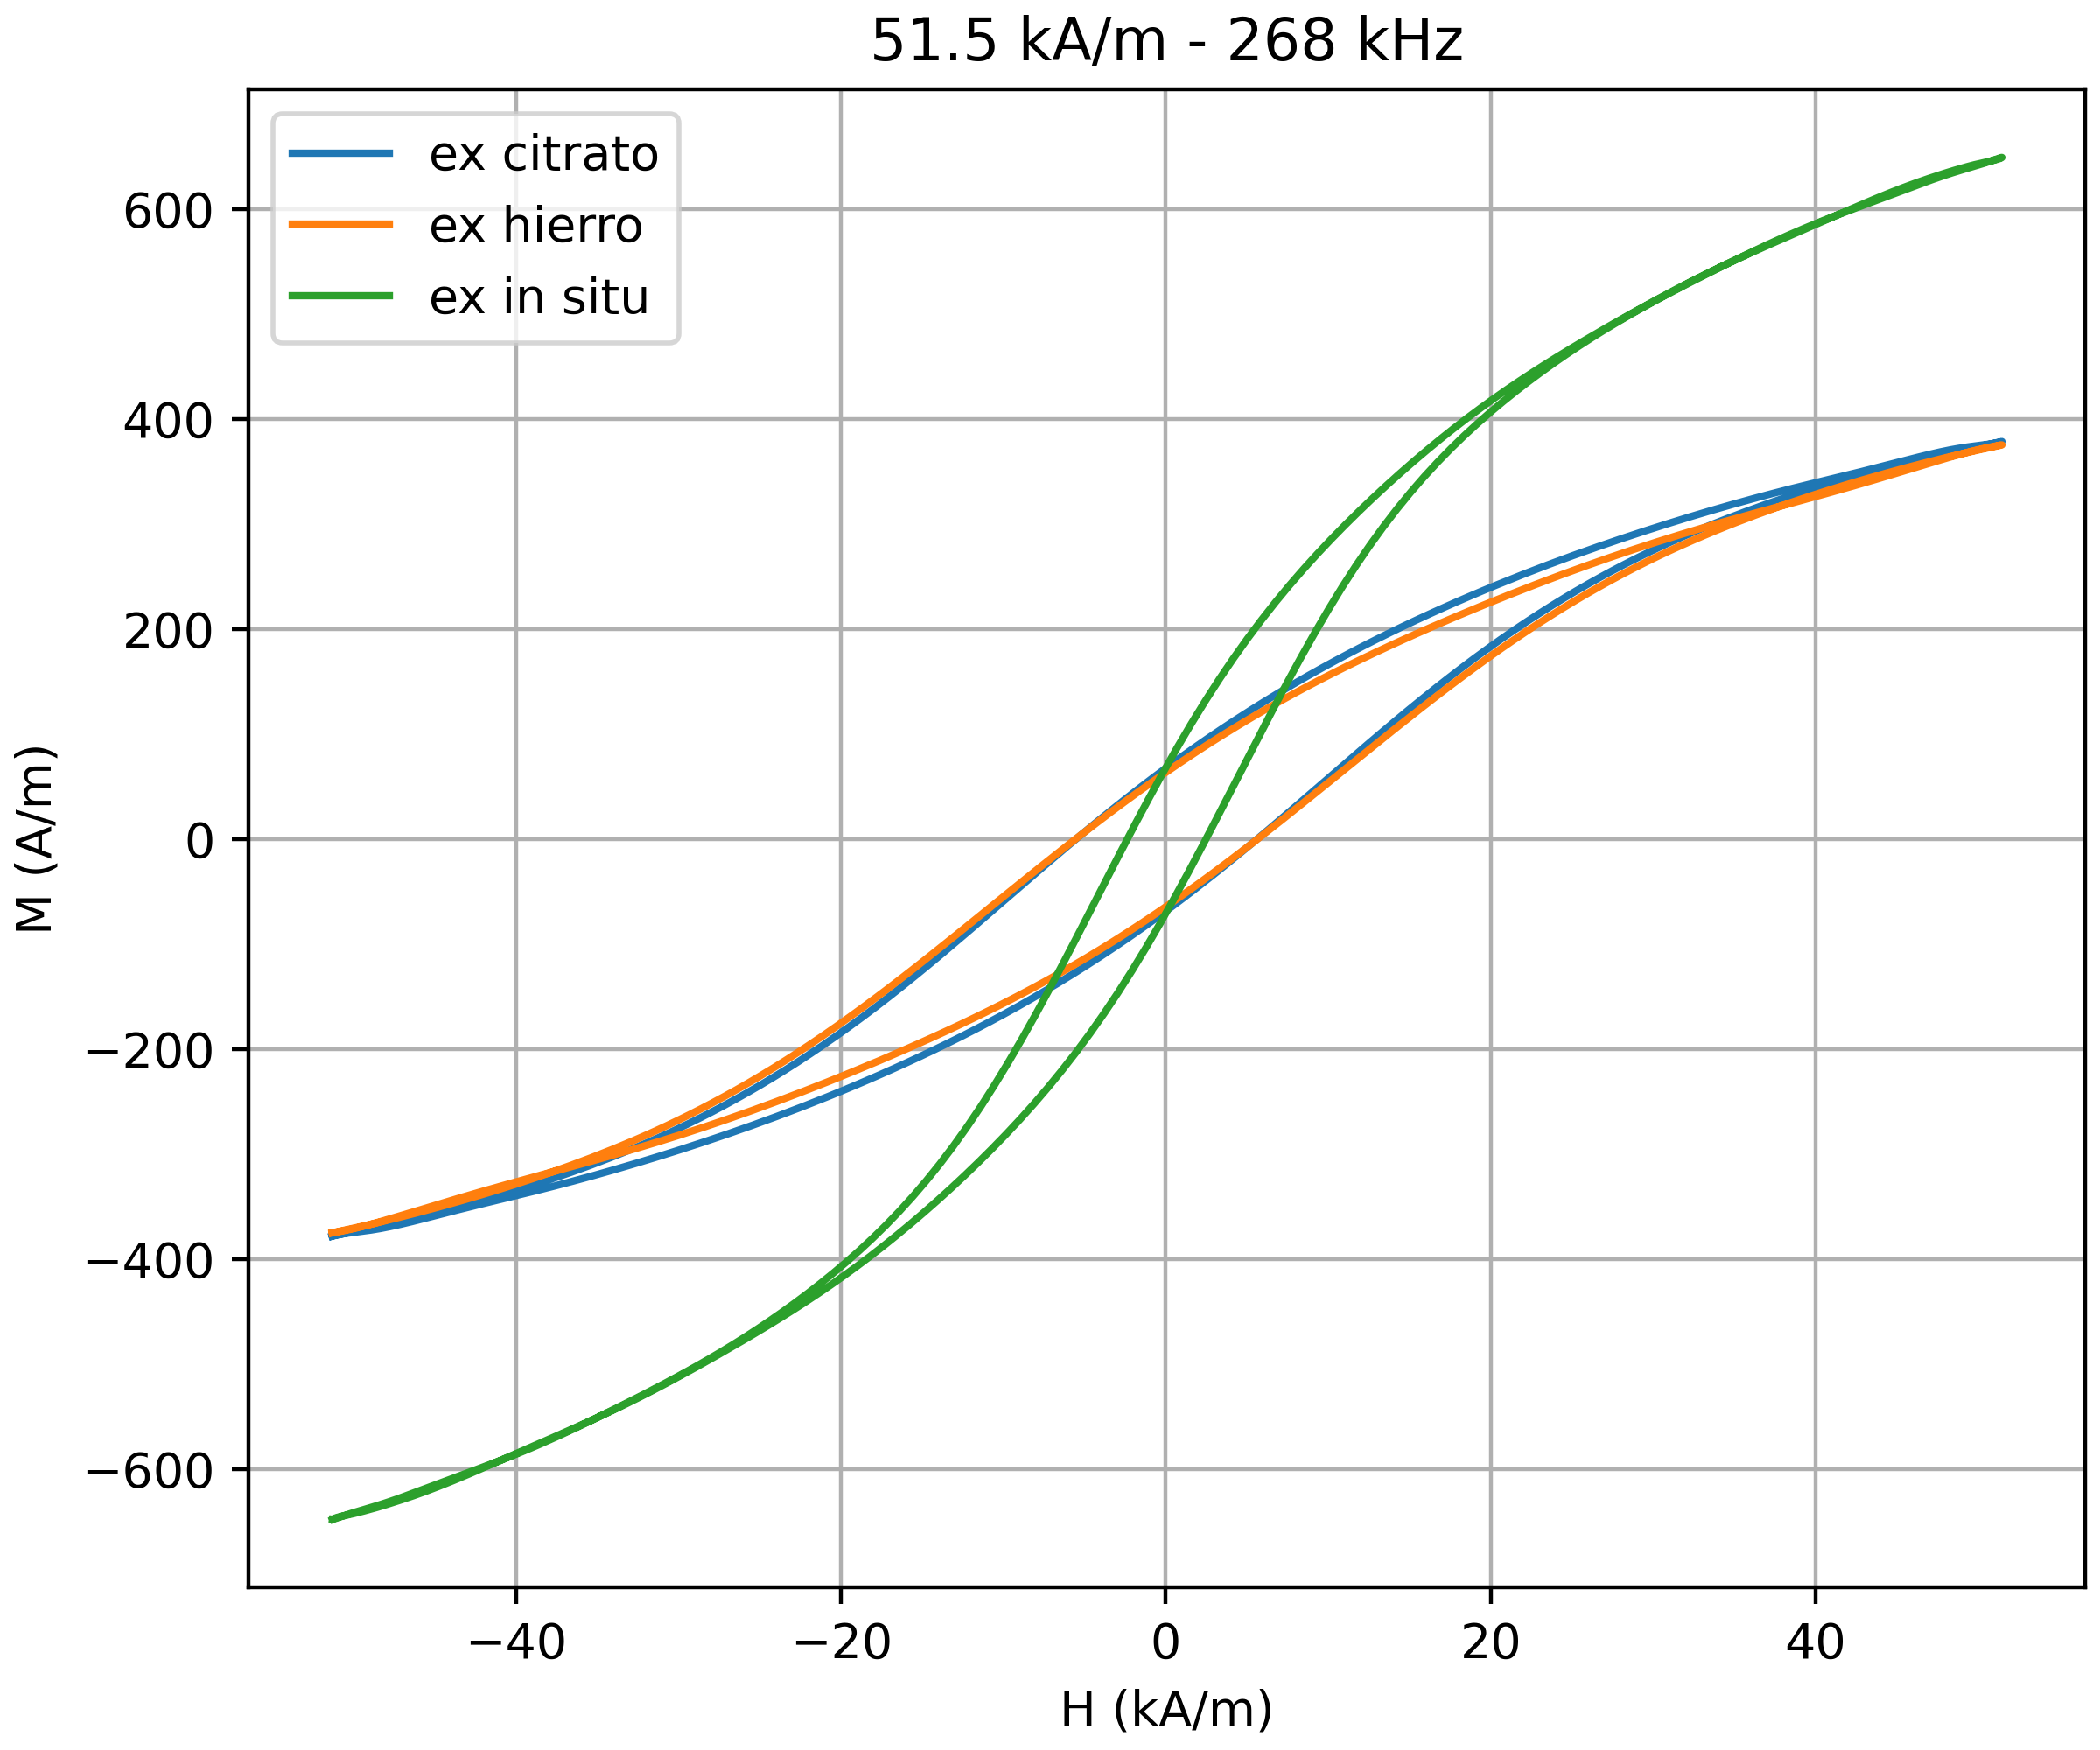 51.5 kA/m - 268 kHz
ex citrato
ex hierro
ex in situ
600
400
200
0
−200
−400
−600
M (A/m)
−40
−20
0
20
40
H (kA/m)